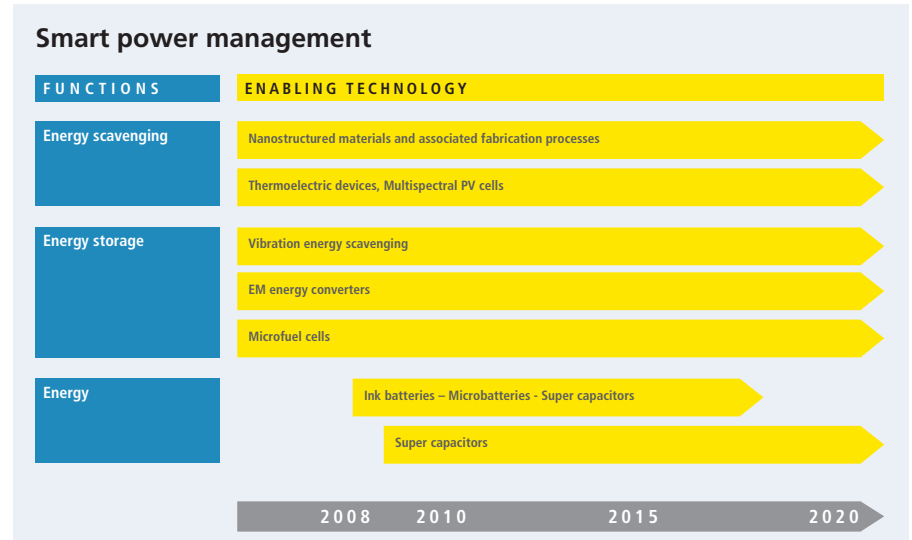 Smart power management
FUNCTIONS
ENABLING TECHNOLOGY
Energy scavenging
Nanostructured materials and associated fabrication processes
Thermoelectric devices, Multispectral PV cells
Energy storage
Vibration energy scavenging
EM energy converters
Microfuel cells
Energy
Ink batteries – Microbatteries - Super capacitors
Super capacitors
2008 2010 2015 2020